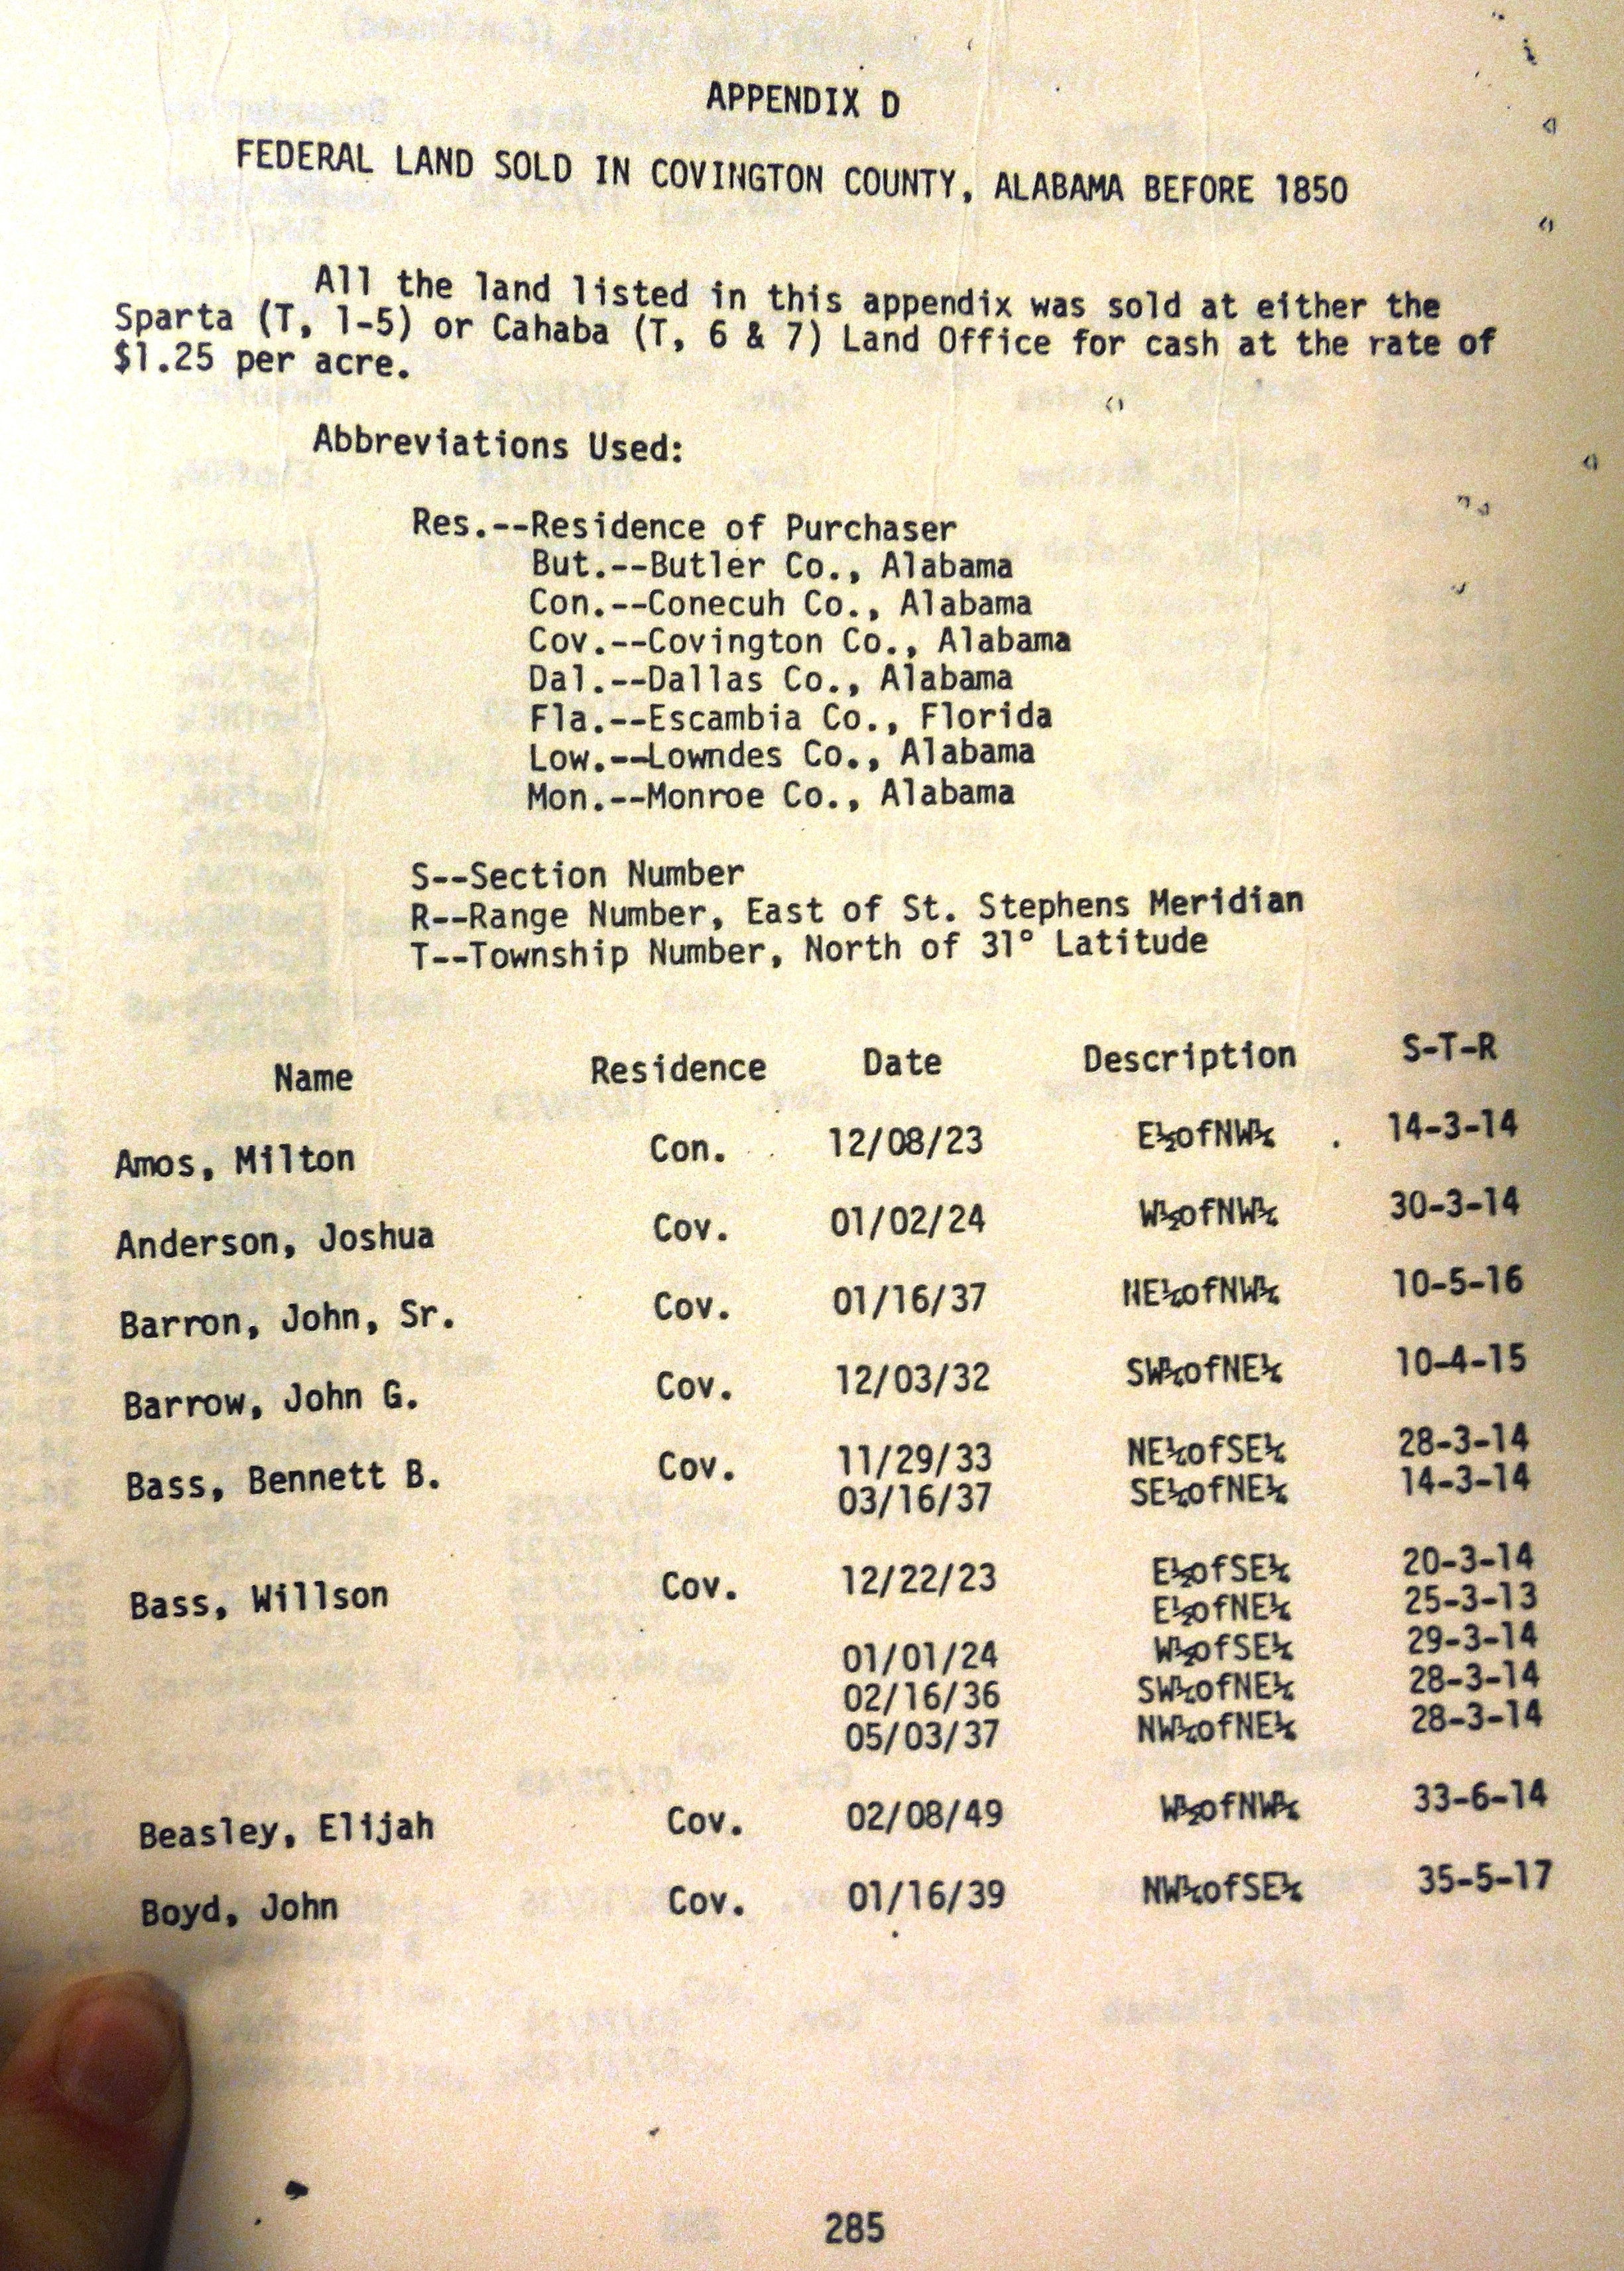 APPENDIX D
FEDERAL LAND SOLD IN COVINGTON COUNTY, ALABAMA BEFORE 1850
All the land listed in this appendix was sold at either the
Sparta (T, 1-5) or Cahaba (T, 6 & 7) Land Office for cash at the rate of
$1.25 per acre.
Abbreviations Used:
Res.--Residence of Purchaser
But.--Butler Co., Alabama
Con.--Conecuh Co., Alabama
Cov.--Covington Co., Alabama
Dal.--Dallas Co., Alabama
Fla.--Escambia Co., Florida
Low.--Lowndes Co., Alabama
Mon.--Monroe Co., Alabama
S--Section Number
R--Range Number, East of St. Stephens Meridian
T--Township Number, North of 31° Latitude
Name Residence Date Description S-T-R
Amos, Milton Con. 12/08/23 E½ofNW¼ 14-3-14
Anderson, Joshua Cov. 01/02/24 W½ofNW¼ 30-3-14
Barron, John, Sr. Cov. 01/16/37 NE¼ofNW¼ 10-5-16
Barrow, John G. Cov. 12/03/32 SW¼ofNE¼ 10-4-15
Bass, Bennett B. Cov. 11/29/33 NE¼ofSE¼ 28-3-14
03/16/37 SE¼ofNE¼ 14-3-14
Bass, Willson Cov. 12/22/23 E½ofSE¼ 20-3-14
E½ofNE¼ 25-3-13
01/01/24 W½ofSE¼ 29-3-14
02/16/36 SW¼ofNE¼ 28-3-14
05/03/37 NW¼ofNE¼ 28-3-14
Beasley, Elijah Cov. 02/08/49 W½ofNW¼ 33-6-14
Boyd, John Cov. 01/16/39 NW¼ofSE¼ 35-5-17
285